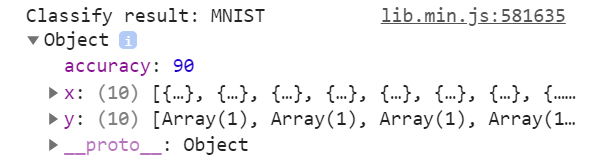 Classify result: MNIST lib.min.js:581635
▼Object i
accuracy: 90
▶x: (10) [{…}, {…}, {…}, {…}, {…}, {…}, {…}, {……
▶y: (10) [Array(1), Array(1), Array(1), Array(1…
▶__proto__: Object